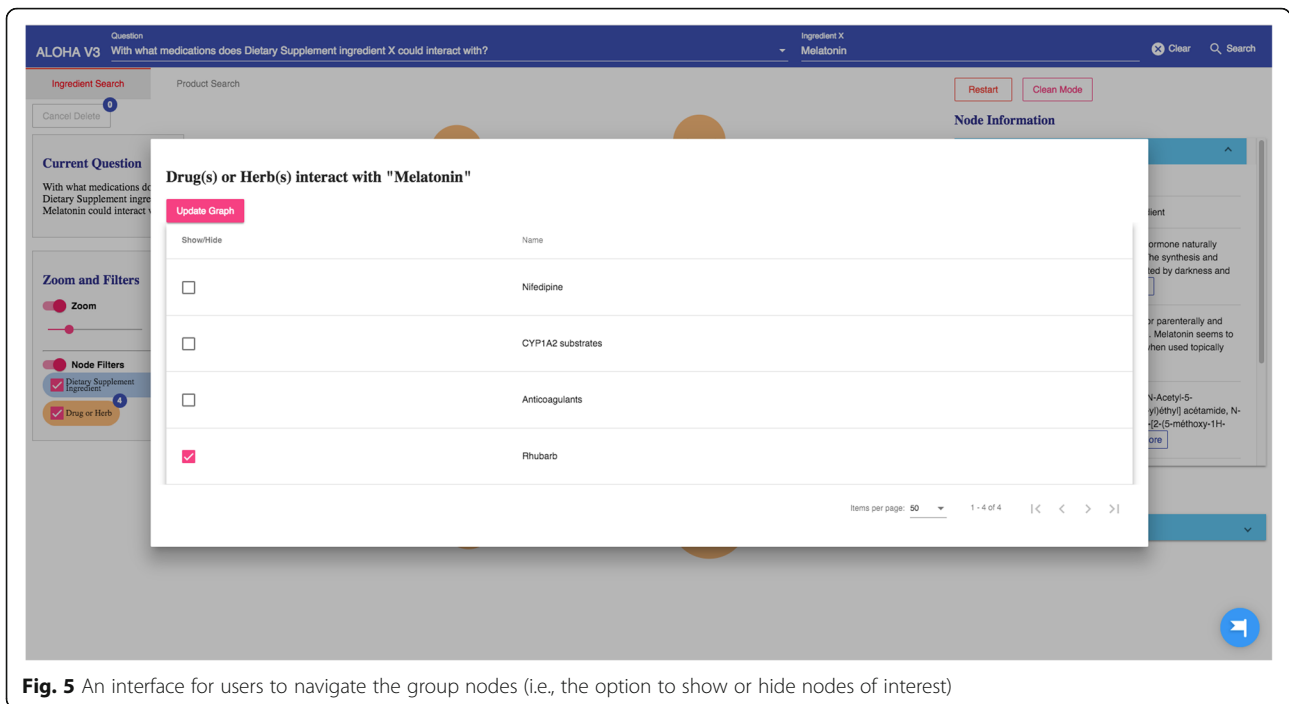 ALOHA V3
Question
With what medications does Dietary Supplement ingredient X could interact with?
Ingredient X
Melatonin
Clear
Search
Ingredient Search
Product Search
Restart
Clean Mode
0
Cancel Delete
Node Information
Current Question
With what medications do
Dietary Supplement ingre
Melatonin could interact
Zoom and Filters
Zoom
Node Filters
Dietary Supplement
Ingredient
4
Drug or Herb
Drug(s) or Herb(s) interact with "Melatonin"
Update Graph
Show/Hide
Name
Nifedipine
CYP1A2 substrates
Anticoagulants
Rhubarb
Items per page: 50
1 - 4 of 4
lient
ormone naturally
he synthesis and
ted by darkness and
or parenterally and
. Melatonin seems to
when used topically
N-Acetyl-5-
yl)éthyl] acétamide, N-
-[2-(5-méthoxy-1H-
ore
Fig. 5 An interface for users to navigate the group nodes (i.e., the option to show or hide nodes of interest)